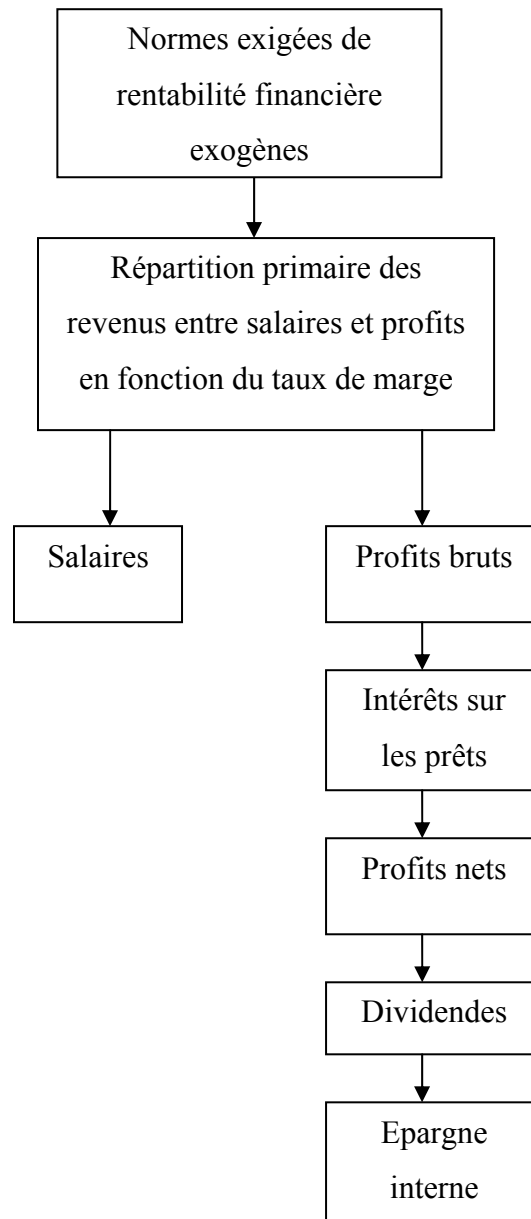 Normes exigées de
rentabilité financière
exogènes
Répartition primaire des
revenus entre salaires et profits
en fonction du taux de marge
Salaires
Profits bruts
Intérêts sur
les prêts
Profits nets
Dividendes
Epargne
interne